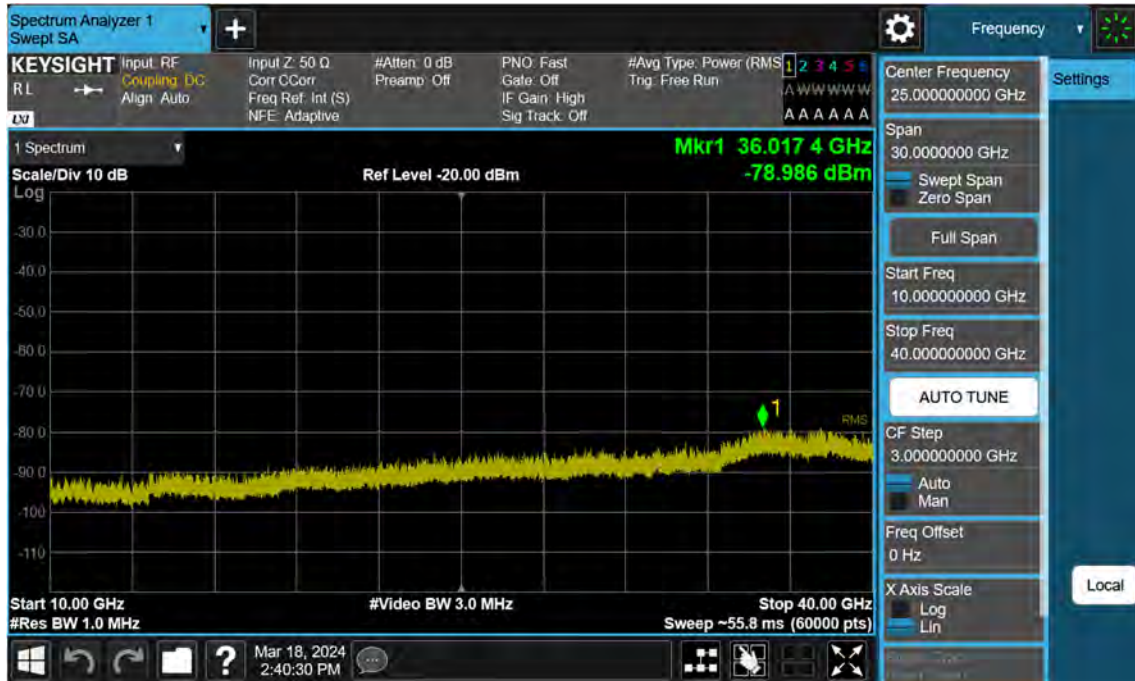 Spectrum Analyzer 1
Swept SA
+
Frequency
KEYSIGHT
RL
LXI
Input: RF
Coupling: DC
Align: Auto
Input Z: 50 Ω
Corr CCorr
Freq Ref: Int (S)
NFE: Adaptive
#Atten: 0 dB
Preamp: Off
PNO: Fast
Gate: Off
IF Gain: High
Sig Track: Off
#Avg Type: Power (RMS
Trig: Free Run
1 2 3 4 5 6
A W W W W W
A A A A A A
Center Frequency
25.000000000 GHz
Settings
Span
30.0000000 GHz
Swept Span
Zero Span
Full Span
Start Freq
10.000000000 GHz
Stop Freq
40.000000000 GHz
AUTO TUNE
CF Step
3.000000000 GHz
Auto
Man
Freq Offset
0 Hz
X Axis Scale
Log
Lin
Local
1 Spectrum
Scale/Div 10 dB
Ref Level -20.00 dBm
Mkr1 36.017 4 GHz
-78.986 dBm
Log
-30.0
-40.0
-50.0
-60.0
-70.0
-80.0
-90.0
-100
-110
1
RMS
Start 10.00 GHz
#Res BW 1.0 MHz
#Video BW 3.0 MHz
Stop 40.00 GHz
Sweep ~55.8 ms (60000 pts)
?
Mar 18, 2024
2:40:30 PM